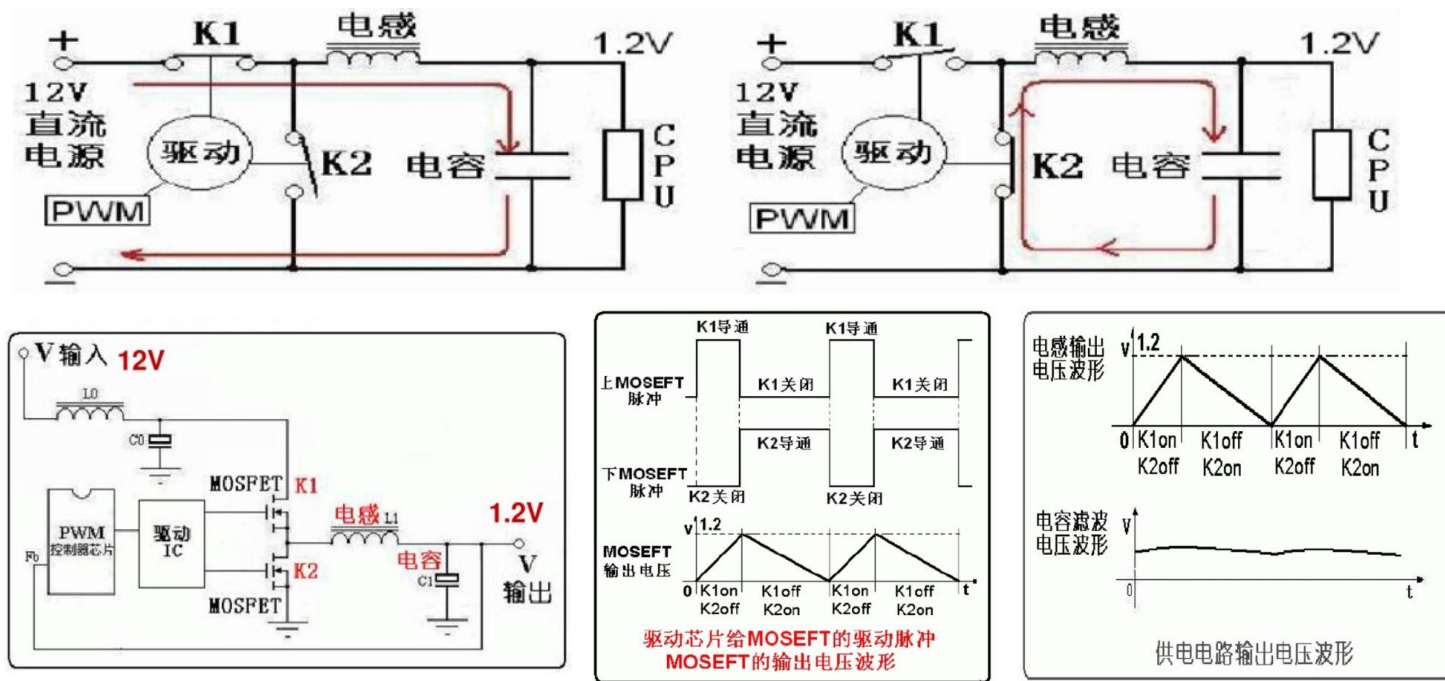 电感
+
K1
1.2V
12V
直流
电源
驱动
K2
电容
CPU
PWM
—
电感
+
K1
1.2V
12V
直流
电源
驱动
K2
电容
CPU
PWM
—
V 输入 12V
L0
C0
MOSFET K1
电感 L1
1.2V
PWM
控制器芯片
驱动
IC
Fb
电容
C1
V
输出
K2
MOSFET
K1导通 K1导通
上MOSEFT
脉冲
K1关闭 K1关闭
K2导通 K2导通
下MOSEFT
脉冲
K2关闭 K2关闭
V 1.2
MOSEFT
输出电压
0 K1on K1off K1on K1off t
K2off K2on K2off K2on
驱动芯片给MOSEFT的驱动脉冲
MOSEFT的输出电压波形
电感输出
电压波形
V 1.2
0 K1on K1off K1on K1off t
K2off K2on K2off K2on
电容滤波
电压波形
V
0
t
供电电路输出电压波形